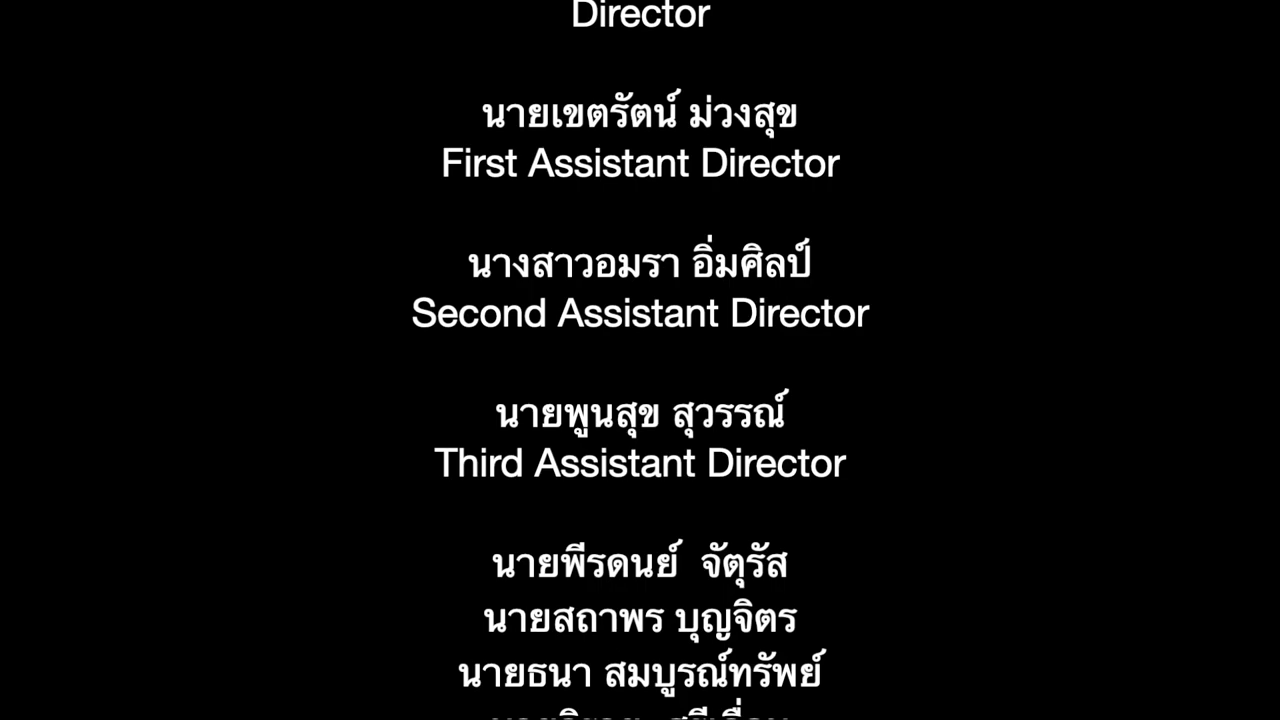 Director
นายเขตรัตน์ ม่วงสุข
First Assistant Director
นางสาวอมรา อิ่มศิลป์
Second Assistant Director
นายพูนสุข สุวรรณ์
Third Assistant Director
นายพีรดนย์ จัตุรัส
นายสถาพร บุญจิตร
นายธนา สมบูรณ์ทรัพย์